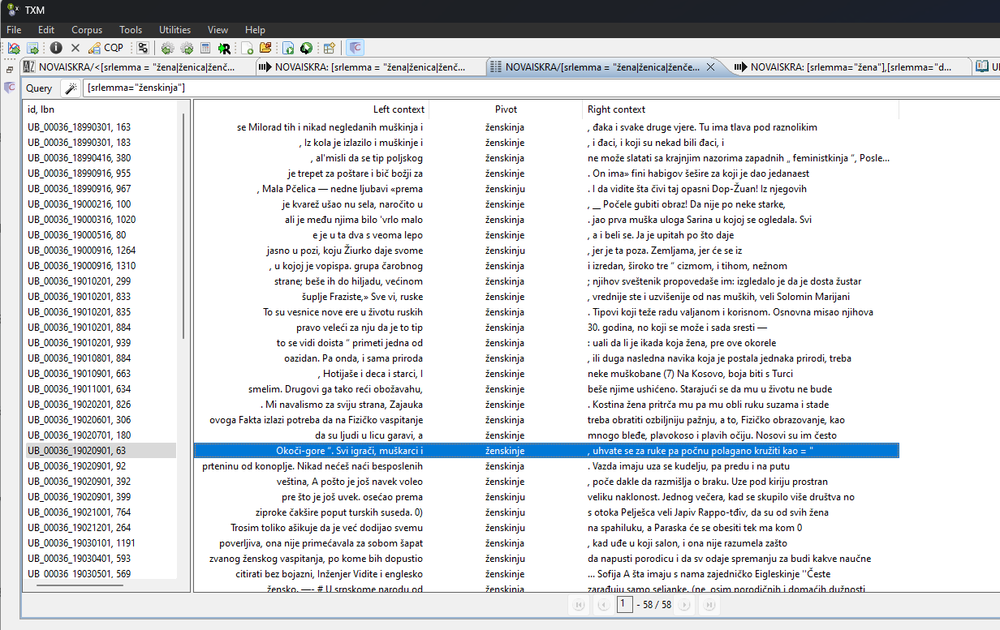 TXM
File Edit Corpus Tools Utilities View Help
CQP
NOVAISKRA/<[srlemma = "žena|ženica|ženč... NOVAISKRA: [srlemma = "žena|ženica|ženče... NOVAISKRA/[srlemma = "žena|ženica|ženče... NOVAISKRA: [srlemma="žena"],[srlemma="d...
Query [srlemma="ženskinja"]
id, lbn Left context Pivot Right context
UB_00036_18990301, 163 se Milorad tih i nikad negledanih muškinja i ženskinja , đaka i svake druge vjere. Tu ima tlava pod raznolikim
UB_00036_18990301, 183 , Iz kola je izlazilo i muškinje i ženskinje , i đaci, i koji su nekad bili đaci, i
UB_00036_18990416, 380 , al'misli da se tip poljskog ženskinja ne može slatati sa krajnjim nazorima zapadnih „ feministkinja “, Posle...
UB_00036_18990916, 955 je trepet za poštare i bič božji za ženskinje . On ima» fini habigov šešire za koji je dao jedanaest
UB_00036_18990916, 967 , Mala Pčelica — nedne ljubavi «prema ženskinju . I da vidite šta čivi taj opasni Dop-Žuan! Iz njegovih
UB_00036_19000216, 100 je kvarež ušao nu sela, naročito u ženskinje , __ Počele gubiti obraz! Da nije po neke starke,
UB_00036_19000316, 1020 ali je među njima bilo 'vrlo malo ženskinja . jao prva muška uloga Sarina u kojoj se ogledala. Svi
UB_00036_19000516, 80 e je u ta dva s veoma lepo ženskinje , a i beli se. Ja je upitah po što daje
UB_00036_19000916, 1264 jasno u pozi, koju Žiurko daje svome ženskinju , jer je ta poza. Zemljama, jer će se iz
UB_00036_19000916, 1310 , u kojoj je vopispa. grupa čarobnog ženskinja i izredan, široko tre “ cizmom, i tihom, nežnom
UB_00036_19010201, 299 strane; beše ih do hiljadu, većinom ženskinja ; njihov sveštenik propovedaše im: izgledalo je da je dosta žustar
UB_00036_19010201, 833 šuplje Fraziste,» Sve vi, ruske ženskinja , vrednije ste i uzvišenije od nas muških, veli Solomin Marijani
UB_00036_19010201, 835 To su vesnice nove ere u životu ruskih ženskinja . Tipovi koji teže radu valjanom i korisnom. Osnovna misao njihova
UB_00036_19010201, 884 pravo veleći za nju da je to tip ženskinja 30. godina, no koji se može i sada sresti —
UB_00036_19010201, 939 to se vidi doista “ primeti jedna od ženskinja : uali da li je ikada koja žena, pre ove okorele
UB_00036_19010801, 884 oazidan. Pa onda, i sama priroda ženskinja , ili duga nasledna navika koja je postala jednaka prirodi, treba
UB_00036_19010901, 663 , Hotijaše i deca i starci, I ženskinje neke muškobane (7) Na Kosovo, boja biti s Turci
UB_00036_19011001, 634 smelim. Drugovi ga tako reći obožavahu, ženskinje beše njime ushićeno. Starajući se da mu u životu ne bude
UB_00036_19020201, 826 . Mi navalismo za sviju strana, Zajauka ženskinje . Kostina žena pritrča mu pa mu obli ruku suzama i stade
UB_00036_19020601, 306 ovoga Fakta izlazi potreba da na Fizičko vaspitanje ženskinja treba obratiti ozbiljniju pažnju, a to, Fizičko obrazovanje, kao
UB_00036_19020701, 180 da su ljudi u licu garavi, a ženskinje mnogo bleđe, plavokoso i plavih očiju. Nosovi su im često
UB_00036_19020901, 63 Okoči-gore “. Svi igrači, muškarci i ženskinje , uhvate se za ruke pa počnu polagano kružiti kao = "
UB_00036_19020901, 92 prteninu od konoplje. Nikad nećeš naći besposlenih ženskinja . Vazda imaju uza se kudelju, pa predu i na putu
UB_00036_19020901, 392 veština, A pošto je još navek voleo ženskinje , poče dakle da razmišlja o braku. Uze pod kiriju prostran
UB_00036_19020901, 399 pre što je još uvek. osećao prema ženskinju veliku naklonost. Jednog večera, kad se skupilo više društva no
UB_00036_19021001, 764 ziproke čakšire poput turskih suseda. 0) ženskinju s otoka Pelješca veli Japiv Rappo-tđiv, da su od svih žena
UB_00036_19021201, 264 Trosim toliko ašikuje da je već dodijao svemu ženskinju na spahiluku, a Paraska će se obesiti tek ma kom 0
UB_00036_19030101, 1191 poverljiva, ona nije primećavala za sobom šapat ženskinja , kad uđe u koji salon, i ona nije razumela zašto
UB_00036_19030401, 593 zvanog ženskog vaspitanja, po kome bih dopustio ženskinju da napusti porodicu i da sv odaje spremanju za budi kakve naučne
UB_00036_19030501, 569 citirati bez bojazni, Inženjer Vidite i englesko ženskinje ... Sofija A šta imaju s nama zajedničko Eigleskinje ''Česte
žensko, —- # U srpskome narodu od ženskinja zarađuju samo seljanke, (ne, osim porodičnih i domaćih dužnosti
1 - 58 / 58